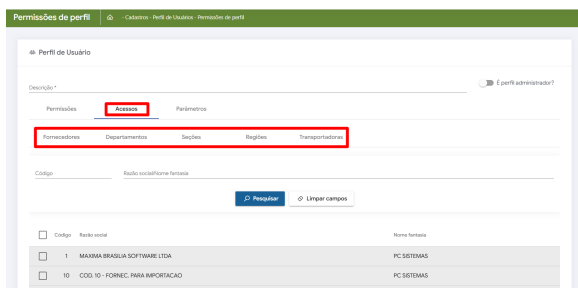 Permissões de perfil - Cadastros - Perfil de Usuários - Permissões de perfil
Perfil de Usuário
Descrição *
É perfil administrador?
Permissões Acessos Parâmetros
Fornecedores Departamentos Seções Regiões Transportadoras
Código Razão social/Nome fantasia
Pesquisar Limpar campos
Código Razão social Nome fantasia
1 MAXIMA BRASILIA SOFTWARE LTDA PC SISTEMAS
10 COD. 10 - FORNEC. PARA IMPORTACAO PC SISTEMAS